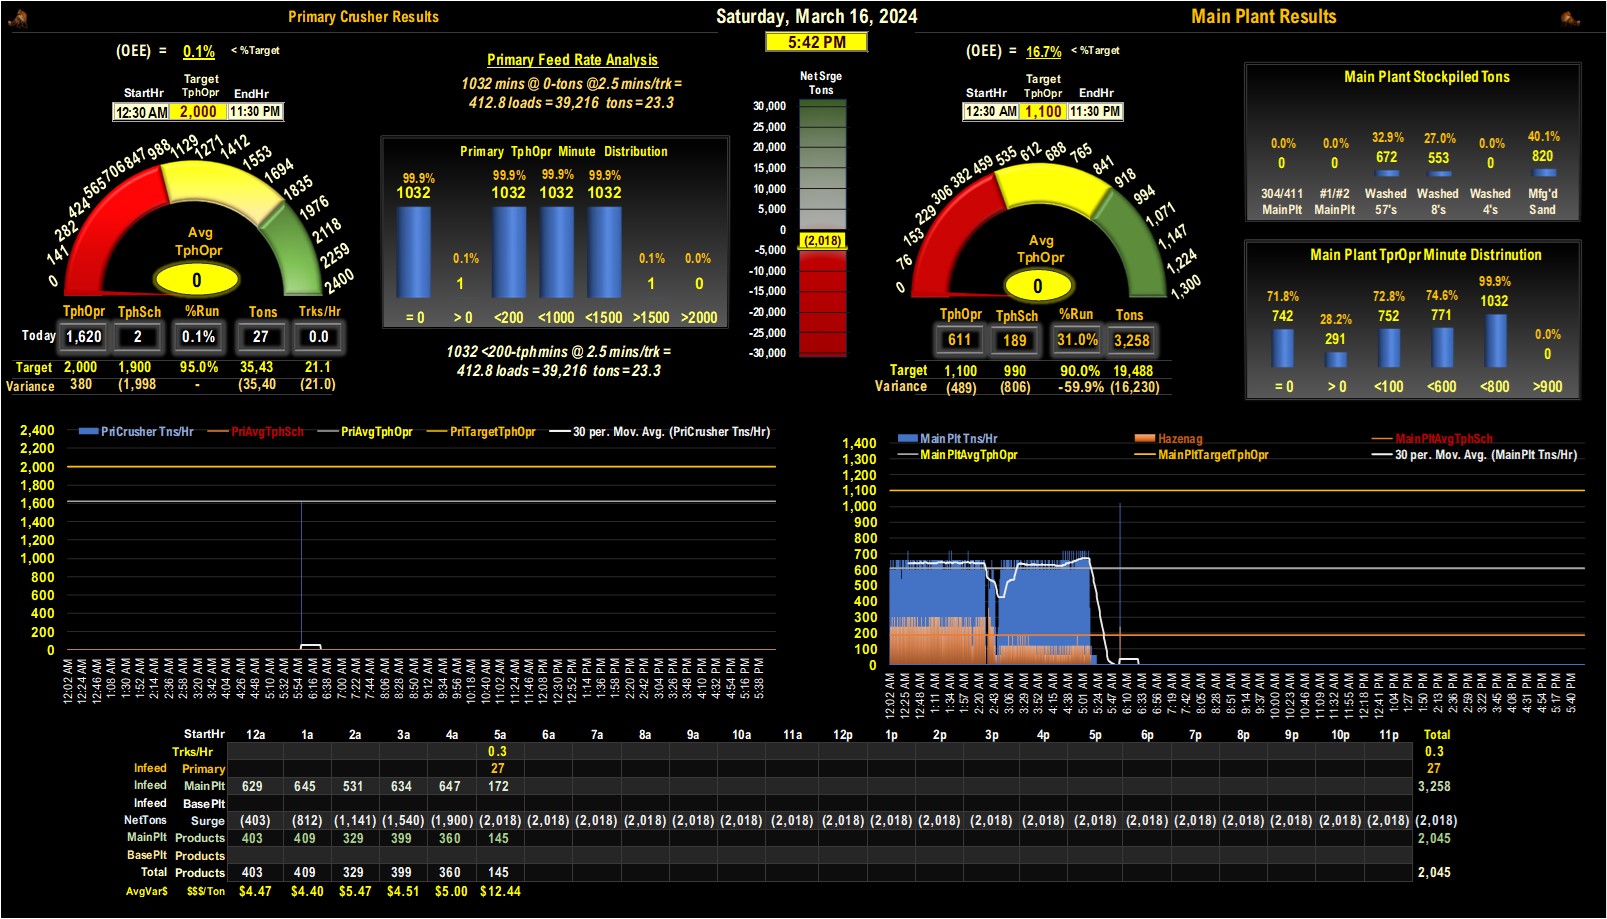 Primary Crusher Results
Saturday, March 16, 2024
Main Plant Results
5:42 PM
(OEE) = 0.1% < %Target
Target
StartHr TphOpr EndHr
12:30 AM 2,000 11:30 PM
0 141 282 424 565 706 847 988 1129 1271 1412 1553 1694 1835 1976 2118 2259 2400
Avg
TphOpr
0
TphOpr TphSch %Run Tons Trks/Hr
Today 1,620 2 0.1% 27 0.0
Target 2,000 1,900 95.0% 35,43 21.1
Variance 380 (1,998 - (35,40 (21.0)
Primary Feed Rate Analysis
1032 mins @ 0-tons @2.5 mins/trk =
412.8 loads = 39,216 tons = 23.3
Primary TphOpr Minute Distribution
99.9% 99.9% 99.9% 99.9%
1032 1032 1032 1032
0.1% 0.1% 0.0%
1 1 0
= 0 > 0 <200 <1000 <1500 >1500 >2000
1032 <200-tph mins @ 2.5 mins/trk =
412.8 loads = 39,216 tons = 23.3
Net Srge
Tons
30,000
25,000
20,000
15,000
10,000
5,000
0
(2,018)
-5,000
-10,000
-15,000
-20,000
-25,000
-30,000
(OEE) = 16.7% < %Target
Target
StartHr TphOpr EndHr
12:30 AM 1,100 11:30 PM
0 76 153 229 306 382 459 535 612 688 765 841 918 994 1,071 1,147 1,224 1,300
Avg
TphOpr
0
TphOpr TphSch %Run Tons
611 189 31.0% 3,258
Target 1,100 990 90.0% 19,488
Variance (489) (806) -59.9% (16,230)
Main Plant Stockpiled Tons
0.0% 0.0% 32.9% 27.0% 0.0% 40.1%
0 0 672 553 0 820
304/411 #1/#2 Washed Washed Washed Mfg'd
MainPlt MainPlt 57's 8's 4's Sand
Main Plant TprOpr Minute Distrinution
71.8% 28.2% 72.8% 74.6% 99.9% 0.0%
742 291 752 771 1032 0
= 0 > 0 <100 <600 <800 >900
PriCrusher Tns/Hr PriAvgTphSch PriAvgTphOpr PriTargetTphOpr 30 per. Mov. Avg. (PriCrusher Tns/Hr)
2,400
2,200
2,000
1,800
1,600
1,400
1,200
1,000
800
600
400
200
0
12:02 AM 12:24 AM 12:46 AM 1:08 AM 1:30 AM 1:52 AM 2:14 AM 2:36 AM 2:58 AM 3:20 AM 3:42 AM 4:04 AM 4:26 AM 4:48 AM 5:10 AM 5:32 AM 5:54 AM 6:16 AM 6:38 AM 7:00 AM 7:22 AM 7:44 AM 8:06 AM 8:28 AM 8:50 AM 9:12 AM 9:34 AM 9:56 AM 10:18 AM 10:40 AM 11:02 AM 11:24 AM 11:46 AM 12:08 PM 12:30 PM 12:52 PM 1:14 PM 1:36 PM 1:58 PM 2:20 PM 2:42 PM 3:04 PM 3:26 PM 3:48 PM 4:10 PM 4:32 PM 4:54 PM 5:16 PM 5:38 PM
MainPlt Tns/Hr Hazenag MainPltAvgTphSch
MainPltAvgTphOpr MainPltTargetTphOpr 30 per. Mov. Avg. (MainPlt Tns/Hr)
1,400
1,300
1,200
1,100
1,000
900
800
700
600
500
400
300
200
100
0
12:02 AM 12:25 AM 12:48 AM 1:11 AM 1:34 AM 1:57 AM 2:20 AM 2:43 AM 3:06 AM 3:29 AM 3:52 AM 4:15 AM 4:38 AM 5:01 AM 5:24 AM 5:47 AM 6:10 AM 6:33 AM 6:56 AM 7:19 AM 7:42 AM 8:05 AM 8:28 AM 8:51 AM 9:14 AM 9:37 AM 10:00 AM 10:23 AM 10:46 AM 11:09 AM 11:32 AM 11:55 AM 12:18 PM 12:41 PM 1:04 PM 1:27 PM 1:50 PM 2:13 PM 2:36 PM 2:59 PM 3:22 PM 3:45 PM 4:08 PM 4:31 PM 4:54 PM 5:17 PM 5:40 PM
StartHr 12a 1a 2a 3a 4a 5a 6a 7a 8a 9a 10a 11a 12p 1p 2p 3p 4p 5p 6p 7p 8p 9p 10p 11p Total
Trks/Hr 0.3 0.3
Infeed Primary 27 27
Infeed MainPlt 629 645 531 634 647 172 3,258
Infeed BasePlt
NetTons Surge (403) (812) (1,141) (1,540) (1,900) (2,018) (2,018) (2,018) (2,018) (2,018) (2,018) (2,018) (2,018) (2,018) (2,018) (2,018) (2,018) (2,018) (2,018) (2,018) (2,018) (2,018) (2,018) (2,018) (2,018)
MainPlt Products 403 409 329 399 360 145 2,045
BasePlt Products
Total Products 403 409 329 399 360 145 2,045
AvgVar$ $$$/Ton $4.47 $4.40 $5.47 $4.51 $5.00 $12.44